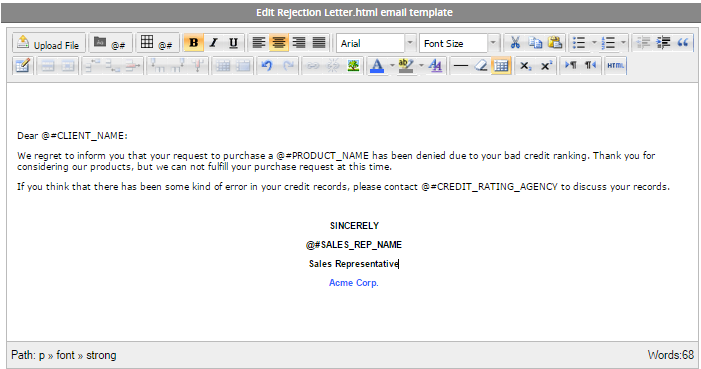 Edit Rejection Letter.html email template
Upload File @# @# B I U Arial Font Size
A ab A x₂ x² HTML
Dear @#CLIENT_NAME:
We regret to inform you that your request to purchase a @#PRODUCT_NAME has been denied due to your bad credit ranking. Thank you for
considering our products, but we can not fulfill your purchase request at this time.
If you think that there has been some kind of error in your credit records, please contact @#CREDIT_RATING_AGENCY to discuss your records.
SINCERELY
@#SALES_REP_NAME
Sales Representative
Acme Corp.
Path: p » font » strong Words:68